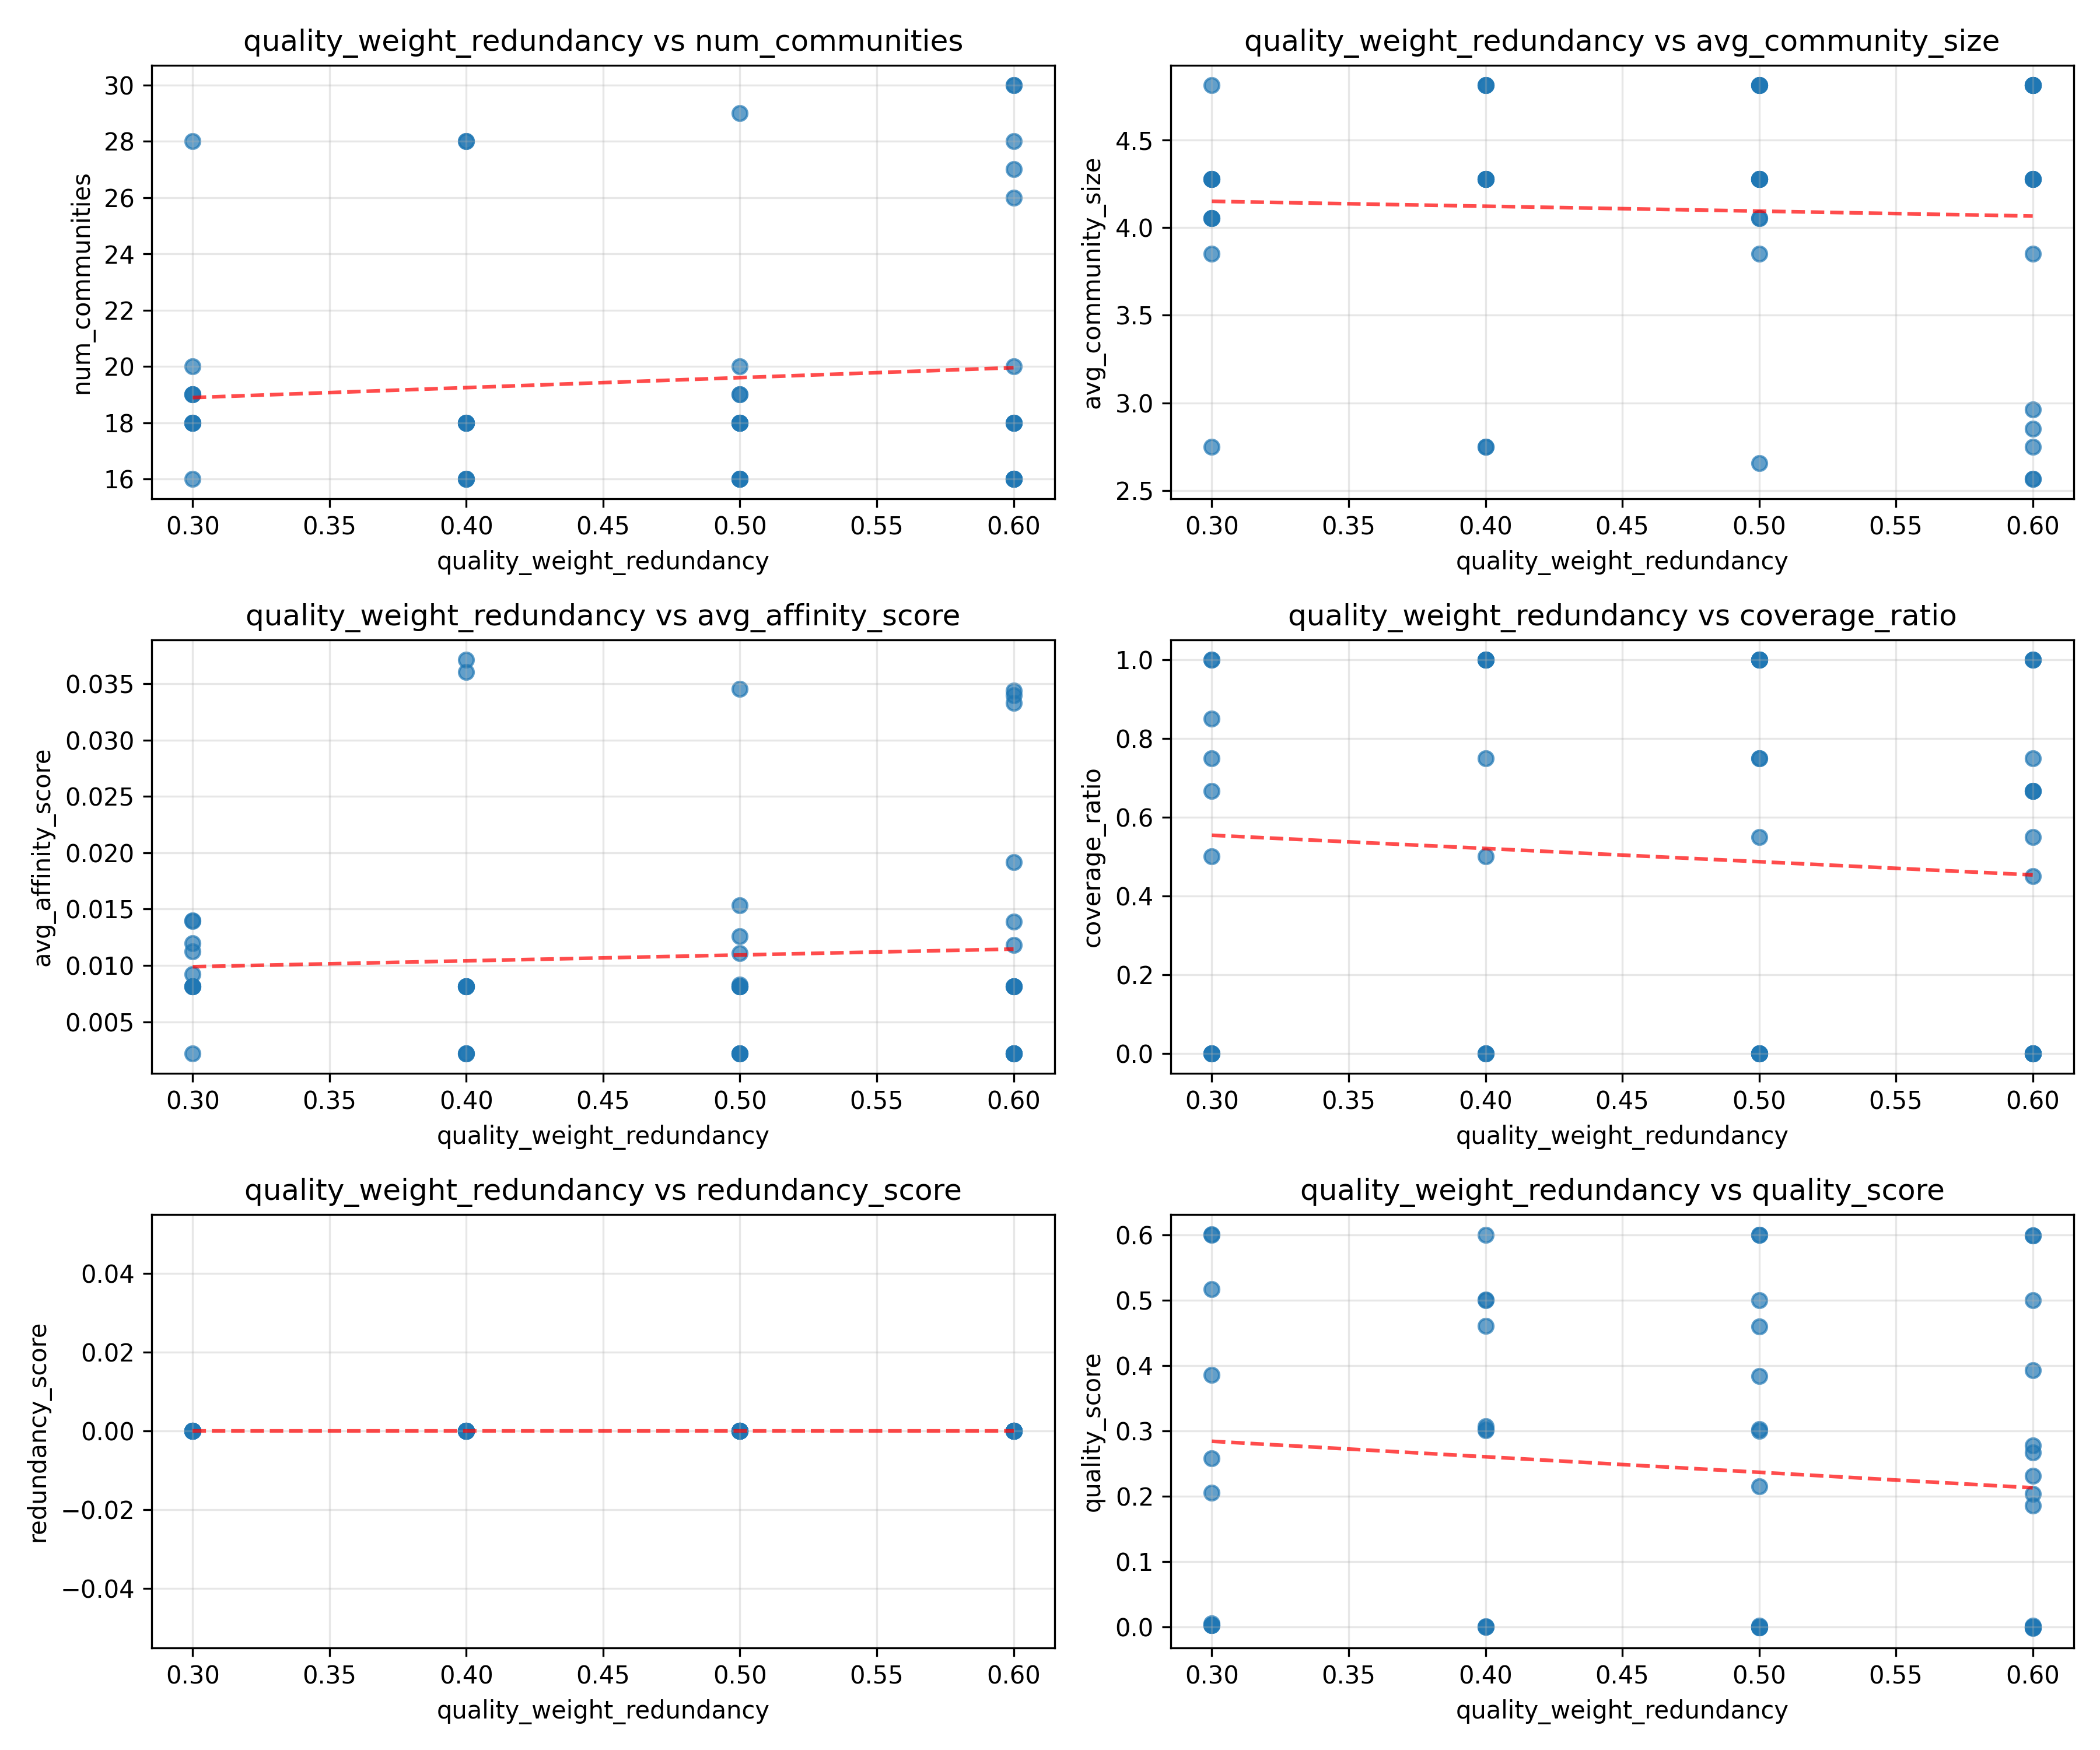 quality_weight_redundancy vs num_communities
num_communities
30
28
26
24
22
20
18
16
0.30 0.35 0.40 0.45 0.50 0.55 0.60
quality_weight_redundancy
quality_weight_redundancy vs avg_community_size
avg_community_size
4.5
4.0
3.5
3.0
2.5
0.30 0.35 0.40 0.45 0.50 0.55 0.60
quality_weight_redundancy
quality_weight_redundancy vs avg_affinity_score
avg_affinity_score
0.035
0.030
0.025
0.020
0.015
0.010
0.005
0.30 0.35 0.40 0.45 0.50 0.55 0.60
quality_weight_redundancy
quality_weight_redundancy vs coverage_ratio
coverage_ratio
1.0
0.8
0.6
0.4
0.2
0.0
0.30 0.35 0.40 0.45 0.50 0.55 0.60
quality_weight_redundancy
quality_weight_redundancy vs redundancy_score
redundancy_score
0.04
0.02
0.00
−0.02
−0.04
0.30 0.35 0.40 0.45 0.50 0.55 0.60
quality_weight_redundancy
quality_weight_redundancy vs quality_score
quality_score
0.6
0.5
0.4
0.3
0.2
0.1
0.0
0.30 0.35 0.40 0.45 0.50 0.55 0.60
quality_weight_redundancy